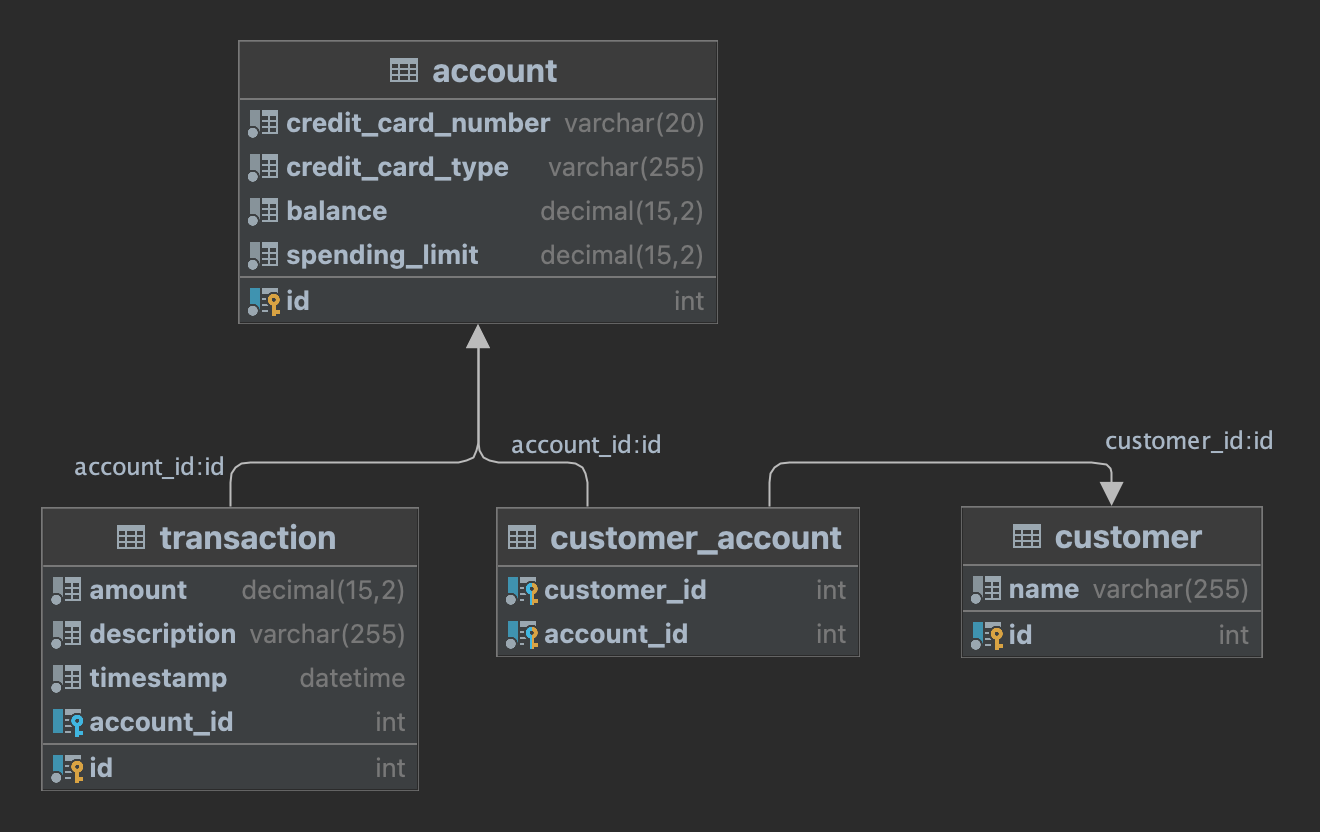 account
credit_card_number varchar(20)
credit_card_type varchar(255)
balance decimal(15,2)
spending_limit decimal(15,2)
id int
account_id:id
account_id:id
customer_id:id
transaction
amount decimal(15,2)
description varchar(255)
timestamp datetime
account_id int
id int
customer_account
customer_id int
account_id int
customer
name varchar(255)
id int